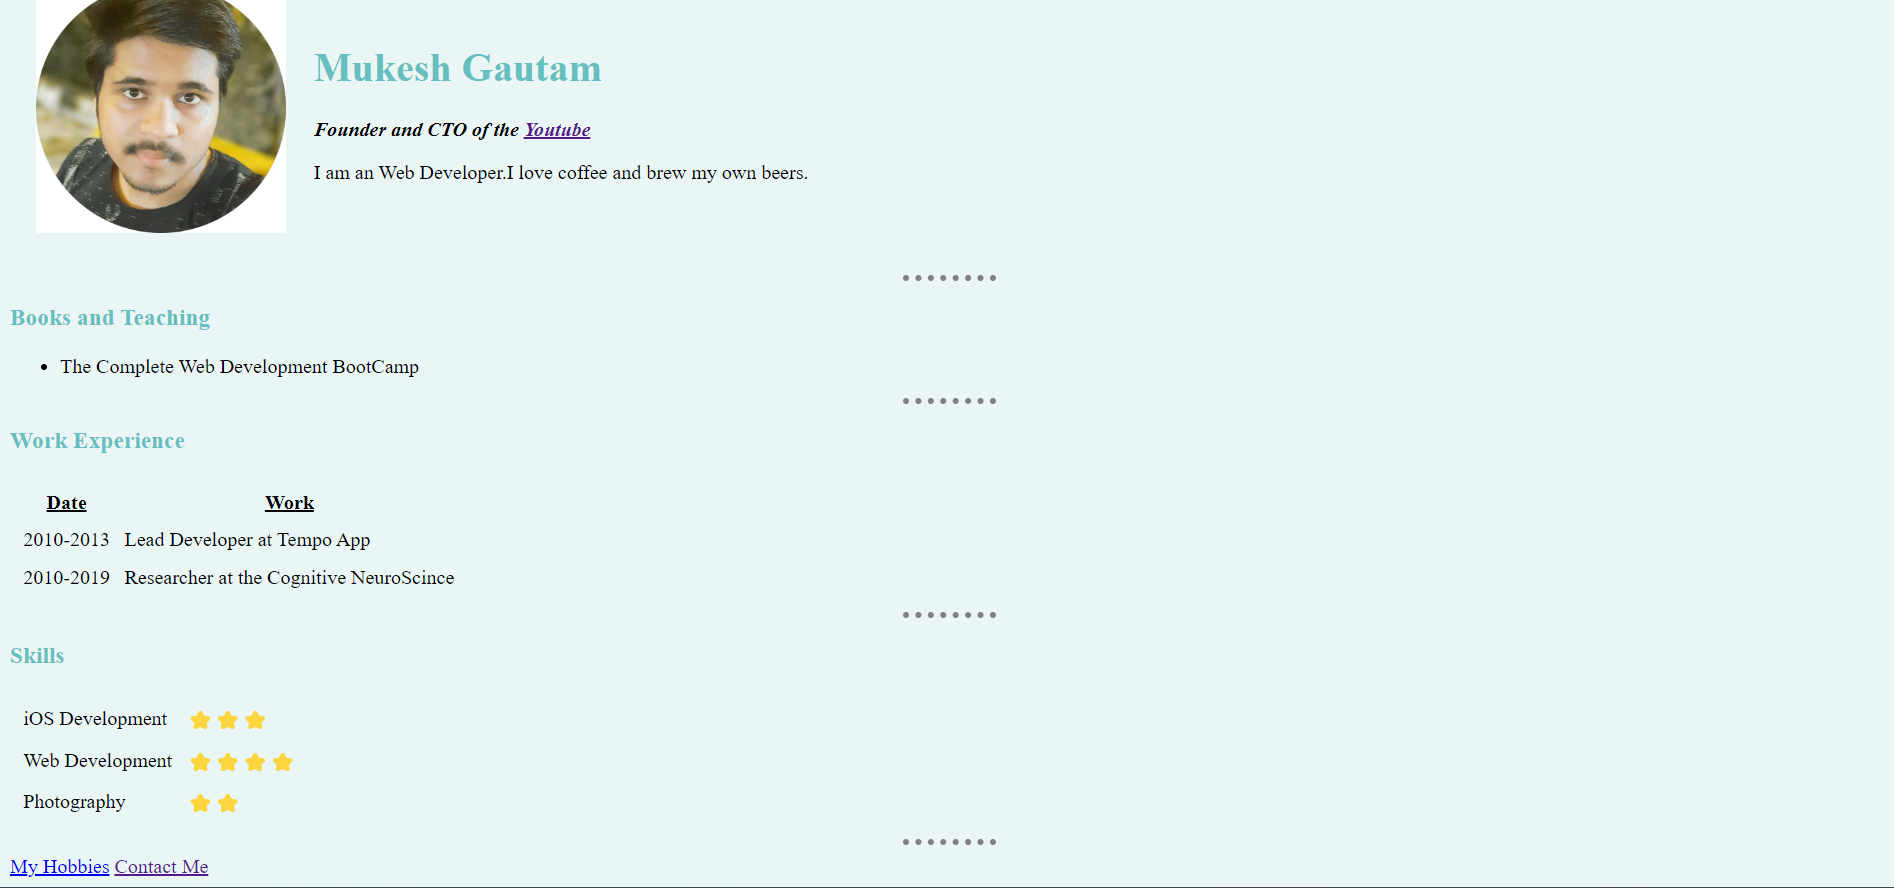 Mukesh Gautam
Founder and CTO of the Youtube
I am an Web Developer.I love coffee and brew my own beers.
Books and Teaching
The Complete Web Development BootCamp
Work Experience
Date Work
2010-2013 Lead Developer at Tempo App
2010-2019 Researcher at the Cognitive NeuroScince
Skills
iOS Development
Web Development
Photography
My Hobbies Contact Me